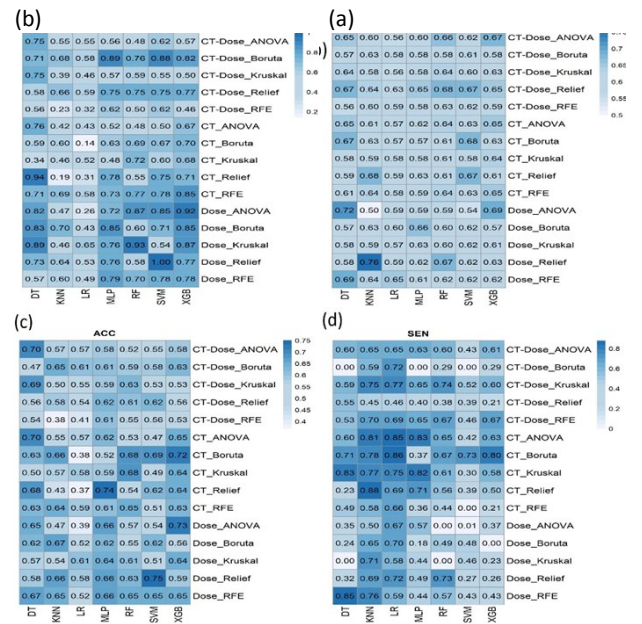 (b)
0.75 0.55 0.55 0.56 0.48 0.62 0.57 CT-Dose_ANOVA
0.71 0.68 0.58 0.89 0.76 0.88 0.82 CT-Dose_Boruta
0.75 0.39 0.46 0.57 0.59 0.55 0.50 CT-Dose_Kruskal
0.58 0.66 0.59 0.75 0.75 0.75 0.77 CT-Dose_Relief
0.56 0.23 0.32 0.62 0.50 0.62 0.46 CT-Dose_RFE
0.76 0.42 0.43 0.52 0.48 0.50 0.67 CT_ANOVA
0.59 0.60 0.14 0.63 0.69 0.67 0.70 CT_Boruta
0.34 0.46 0.52 0.48 0.72 0.60 0.68 CT_Kruskal
0.94 0.19 0.31 0.78 0.55 0.75 0.71 CT_Relief
0.71 0.69 0.58 0.73 0.77 0.78 0.85 CT_RFE
0.82 0.47 0.26 0.72 0.87 0.85 0.92 Dose_ANOVA
0.83 0.70 0.43 0.85 0.60 0.71 0.85 Dose_Boruta
0.89 0.46 0.65 0.76 0.93 0.54 0.87 Dose_Kruskal
0.73 0.64 0.53 0.76 0.58 1.00 0.77 Dose_Relief
0.57 0.60 0.49 0.79 0.70 0.78 0.78 Dose_RFE
DT KNN LR MLP RF SVM XGB
1
0.8
0.6
0.4
0.2
(a)
)
0.65 0.60 0.56 0.60 0.66 0.62 0.67 CT-Dose_ANOVA
0.57 0.63 0.58 0.58 0.61 0.58 0.63 CT-Dose_Boruta
0.64 0.58 0.64 0.60 0.63 0.62 0.63 CT-Dose_Kruskal
0.67 0.64 0.63 0.65 0.68 0.67 0.65 CT-Dose_Relief
0.56 0.60 0.59 0.58 0.63 0.62 0.59 CT-Dose_RFE
0.65 0.61 0.57 0.62 0.64 0.63 0.65 CT_ANOVA
0.67 0.63 0.57 0.57 0.59 0.68 0.63 CT_Boruta
0.58 0.59 0.58 0.59 0.61 0.58 0.64 CT_Kruskal
0.59 0.68 0.59 0.58 0.61 0.67 0.61 CT_Relief
0.61 0.64 0.58 0.59 0.64 0.63 0.65 CT_RFE
0.72 0.50 0.59 0.59 0.59 0.54 0.69 Dose_ANOVA
0.57 0.59 0.60 0.66 0.60 0.57 0.63 Dose_Boruta
0.58 0.59 0.60 0.59 0.60 0.62 0.61 Dose_Kruskal
0.58 0.76 0.58 0.59 0.67 0.62 0.57 Dose_Relief
0.69 0.64 0.65 0.61 0.62 0.62 0.62 Dose_RFE
DT KNN LR MLP RF SVM XGB
0.7
0.65
0.6
0.55
0.5
(c)
ACC
0.70 0.57 0.57 0.58 0.52 0.55 0.58 CT-Dose_ANOVA
0.47 0.65 0.61 0.61 0.59 0.58 0.63 CT-Dose_Boruta
0.69 0.50 0.55 0.59 0.63 0.53 0.53 CT-Dose_Kruskal
0.56 0.58 0.54 0.62 0.61 0.62 0.56 CT-Dose_Relief
0.54 0.38 0.41 0.61 0.55 0.56 0.53 CT-Dose_RFE
0.70 0.55 0.57 0.62 0.53 0.47 0.65 CT_ANOVA
0.63 0.66 0.38 0.52 0.68 0.69 0.72 CT_Boruta
0.50 0.57 0.58 0.59 0.68 0.49 0.64 CT_Kruskal
0.68 0.43 0.37 0.74 0.54 0.62 0.64 CT_Relief
0.63 0.64 0.59 0.61 0.65 0.51 0.63 CT_RFE
0.65 0.47 0.39 0.66 0.57 0.54 0.73 Dose_ANOVA
0.62 0.67 0.52 0.62 0.55 0.62 0.56 Dose_Boruta
0.57 0.54 0.61 0.64 0.61 0.51 0.64 Dose_Kruskal
0.58 0.66 0.58 0.66 0.63 0.75 0.59 Dose_Relief
0.67 0.65 0.52 0.66 0.65 0.65 0.65 Dose_RFE
DT KNN LR MLP RF SVM XGB
0.75
0.7
0.65
0.6
0.55
0.5
0.45
0.4
(d)
SEN
0.60 0.65 0.65 0.63 0.60 0.43 0.61 CT-Dose_ANOVA
0.00 0.59 0.72 0.00 0.29 0.00 0.29 CT-Dose_Boruta
0.59 0.75 0.77 0.65 0.74 0.52 0.60 CT-Dose_Kruskal
0.55 0.45 0.46 0.40 0.38 0.39 0.21 CT-Dose_Relief
0.53 0.70 0.69 0.65 0.67 0.46 0.67 CT-Dose_RFE
0.60 0.81 0.85 0.83 0.65 0.42 0.63 CT_ANOVA
0.71 0.78 0.86 0.37 0.67 0.73 0.80 CT_Boruta
0.83 0.77 0.75 0.82 0.61 0.30 0.58 CT_Kruskal
0.23 0.88 0.69 0.71 0.56 0.39 0.50 CT_Relief
0.49 0.58 0.66 0.36 0.44 0.21 0.33 CT_RFE
0.35 0.50 0.67 0.57 0.00 0.01 0.37 Dose_ANOVA
0.24 0.65 0.70 0.18 0.49 0.48 0.00 Dose_Boruta
0.00 0.71 0.58 0.44 0.00 0.46 0.23 Dose_Kruskal
0.32 0.69 0.72 0.49 0.73 0.27 0.26 Dose_Relief
0.85 0.76 0.59 0.44 0.57 0.43 0.43 Dose_RFE
DT KNN LR MLP RF SVM XGB
0.8
0.6
0.4
0.2
0